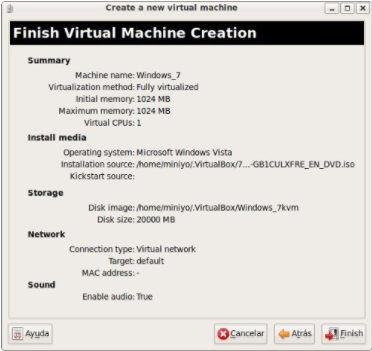 Create a new virtual machine
Finish Virtual Machine Creation
Summary
Machine name: Windows_7
Virtualization method: Fully virtualized
Initial memory: 1024 MB
Maximum memory: 1024 MB
Virtual CPUs: 1
Install media
Operating system: Microsoft Windows Vista
Installation source: /home/miniyo/.VirtualBox/7...-GB1CULXFRE_EN_DVD.iso
Kickstart source:
Storage
Disk image: /home/miniyo/.VirtualBox/Windows_7kvm
Disk size: 20000 MB
Network
Connection type: Virtual network
Target: default
MAC address: -
Sound
Enable audio: True
Ayuda Cancelar Atrás Finish